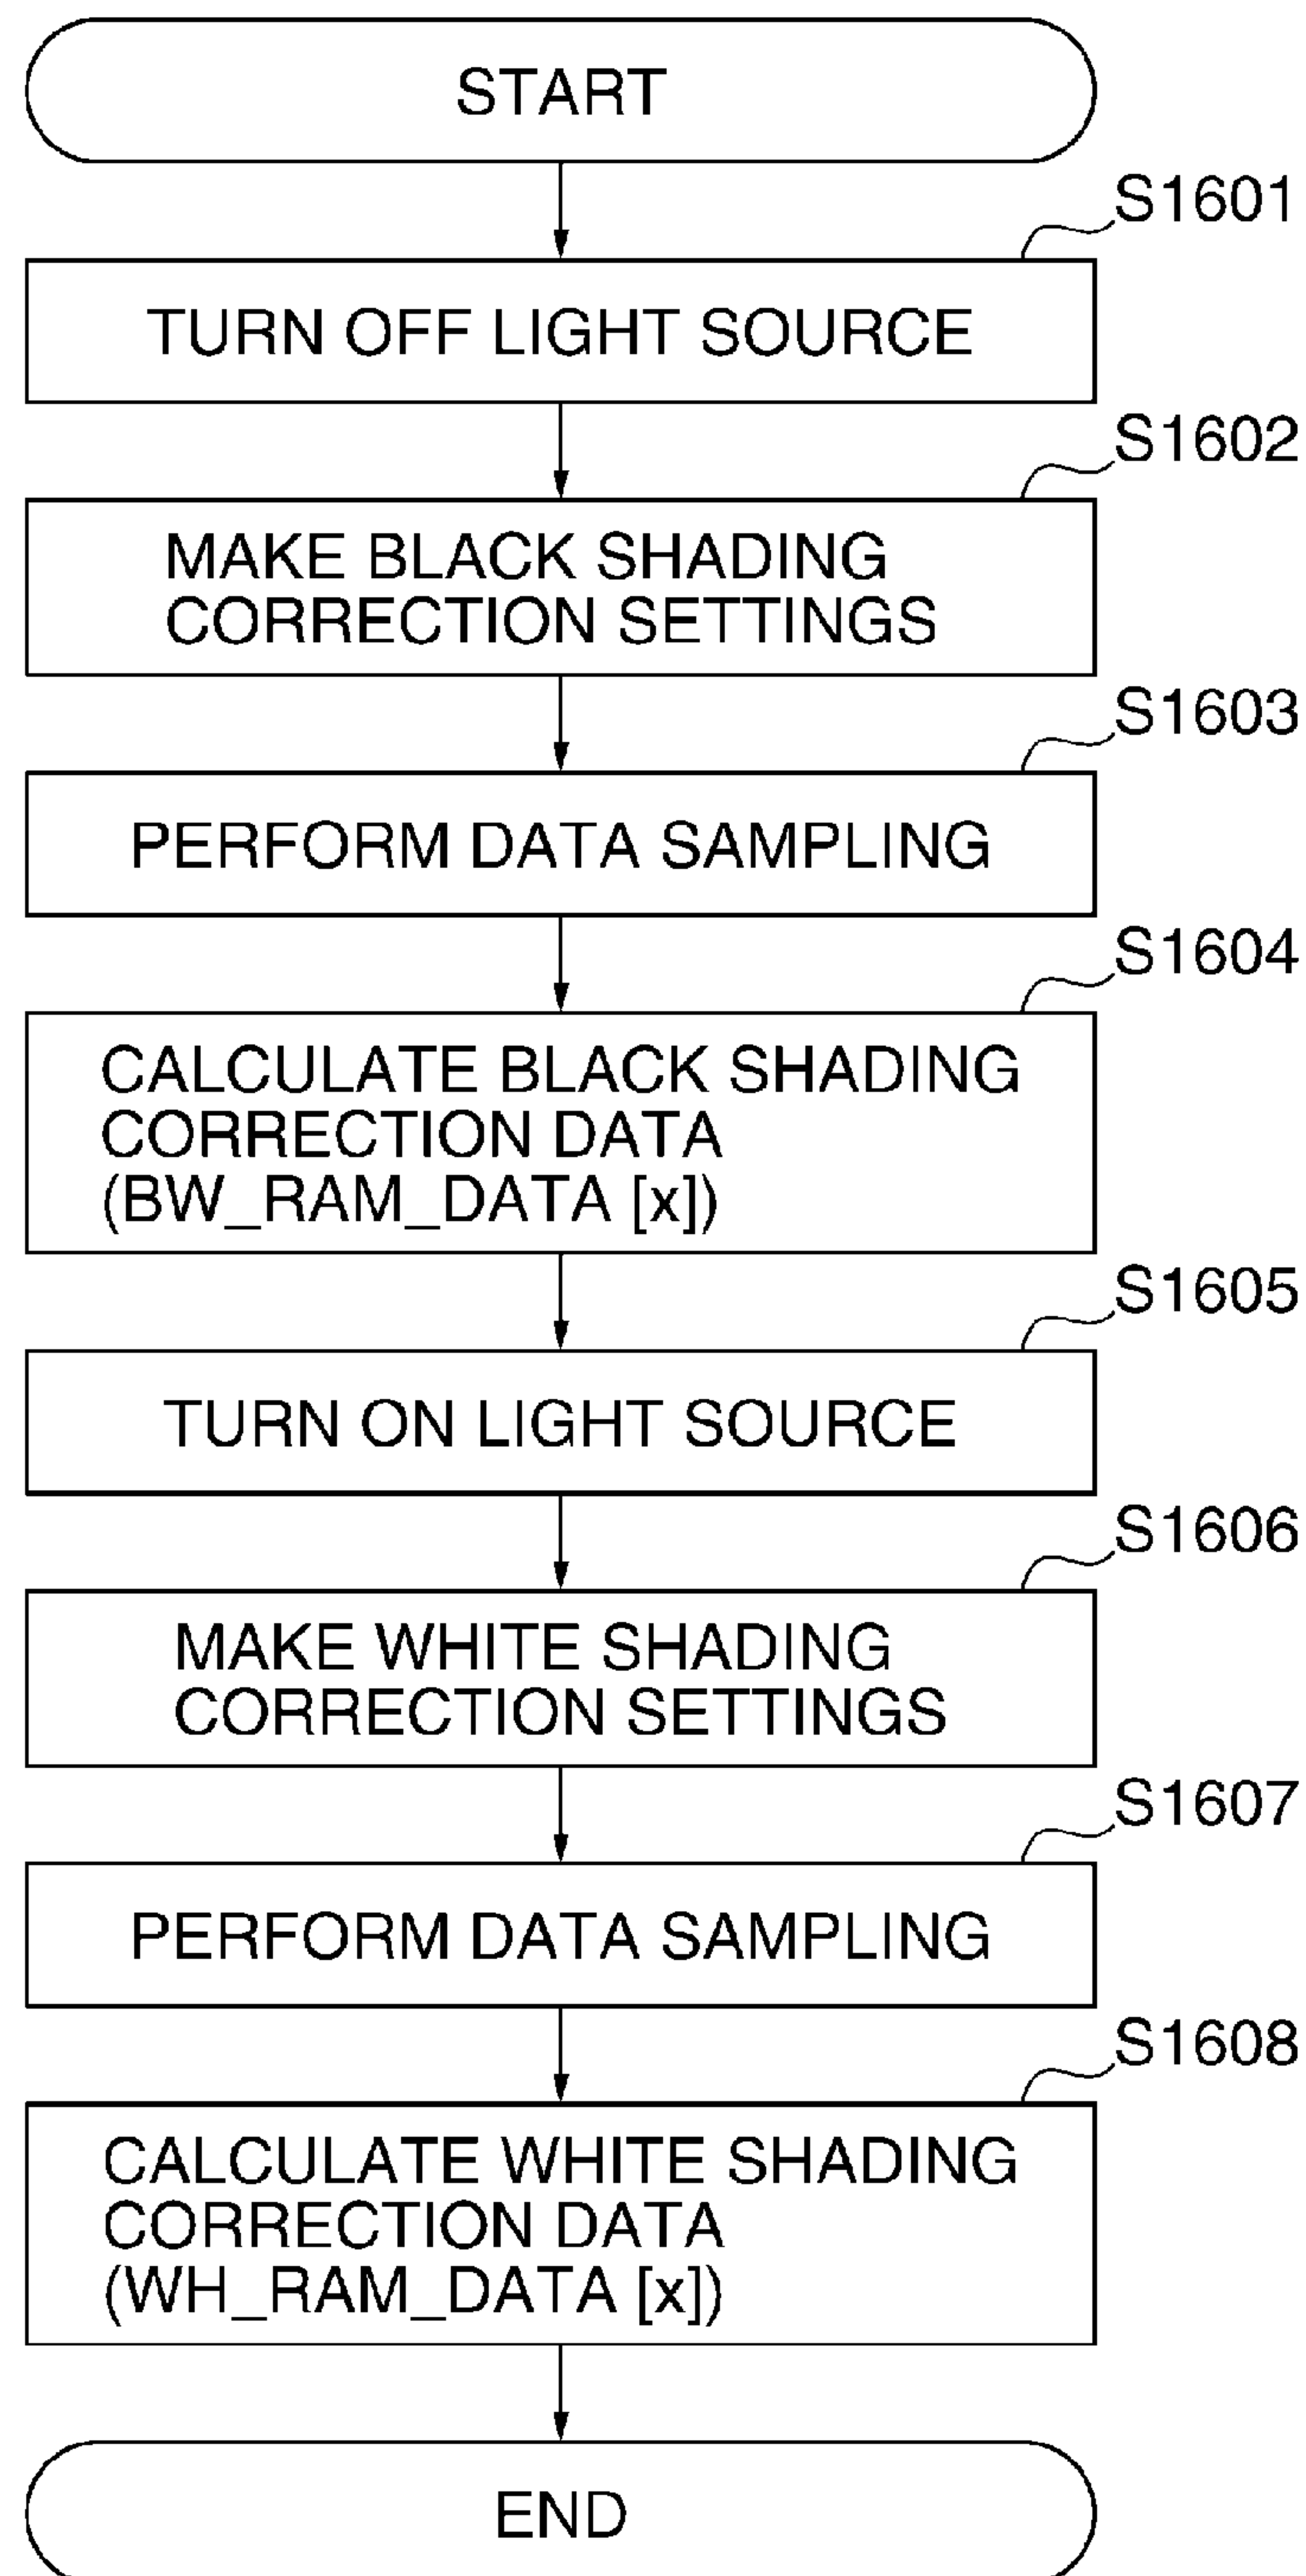 START
S1601
TURN OFF LIGHT SOURCE
S1602
MAKE BLACK SHADING
CORRECTION SETTINGS
S1603
PERFORM DATA SAMPLING
S1604
CALCULATE BLACK SHADING
CORRECTION DATA
(BW_RAM_DATA [x])
S1605
TURN ON LIGHT SOURCE
S1606
MAKE WHITE SHADING
CORRECTION SETTINGS
S1607
PERFORM DATA SAMPLING
S1608
CALCULATE WHITE SHADING
CORRECTION DATA
(WH_RAM_DATA [x])
END